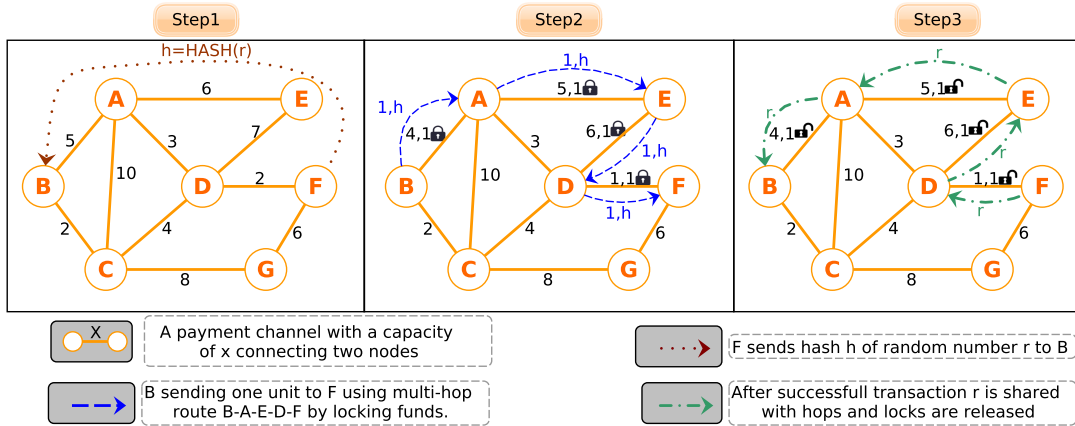 Step1
Step2
Step3
h=HASH(r)
A
6
E
5
3
7
10
B
D
2
F
2
4
6
C
8
G
1,h
1,h
A
5,1
E
4,1
3
6,1
1,h
10
B
D
1,1
F
1,h
2
4
6
C
8
G
r
r
A
5,1
E
4,1
3
6,1
r
10
B
D
1,1
F
r
2
4
6
C
8
G
X
A payment channel with a capacity
of x connecting two nodes
F sends hash h of random number r to B
B sending one unit to F using multi-hop
route B-A-E-D-F by locking funds.
After successfull transaction r is shared
with hops and locks are released